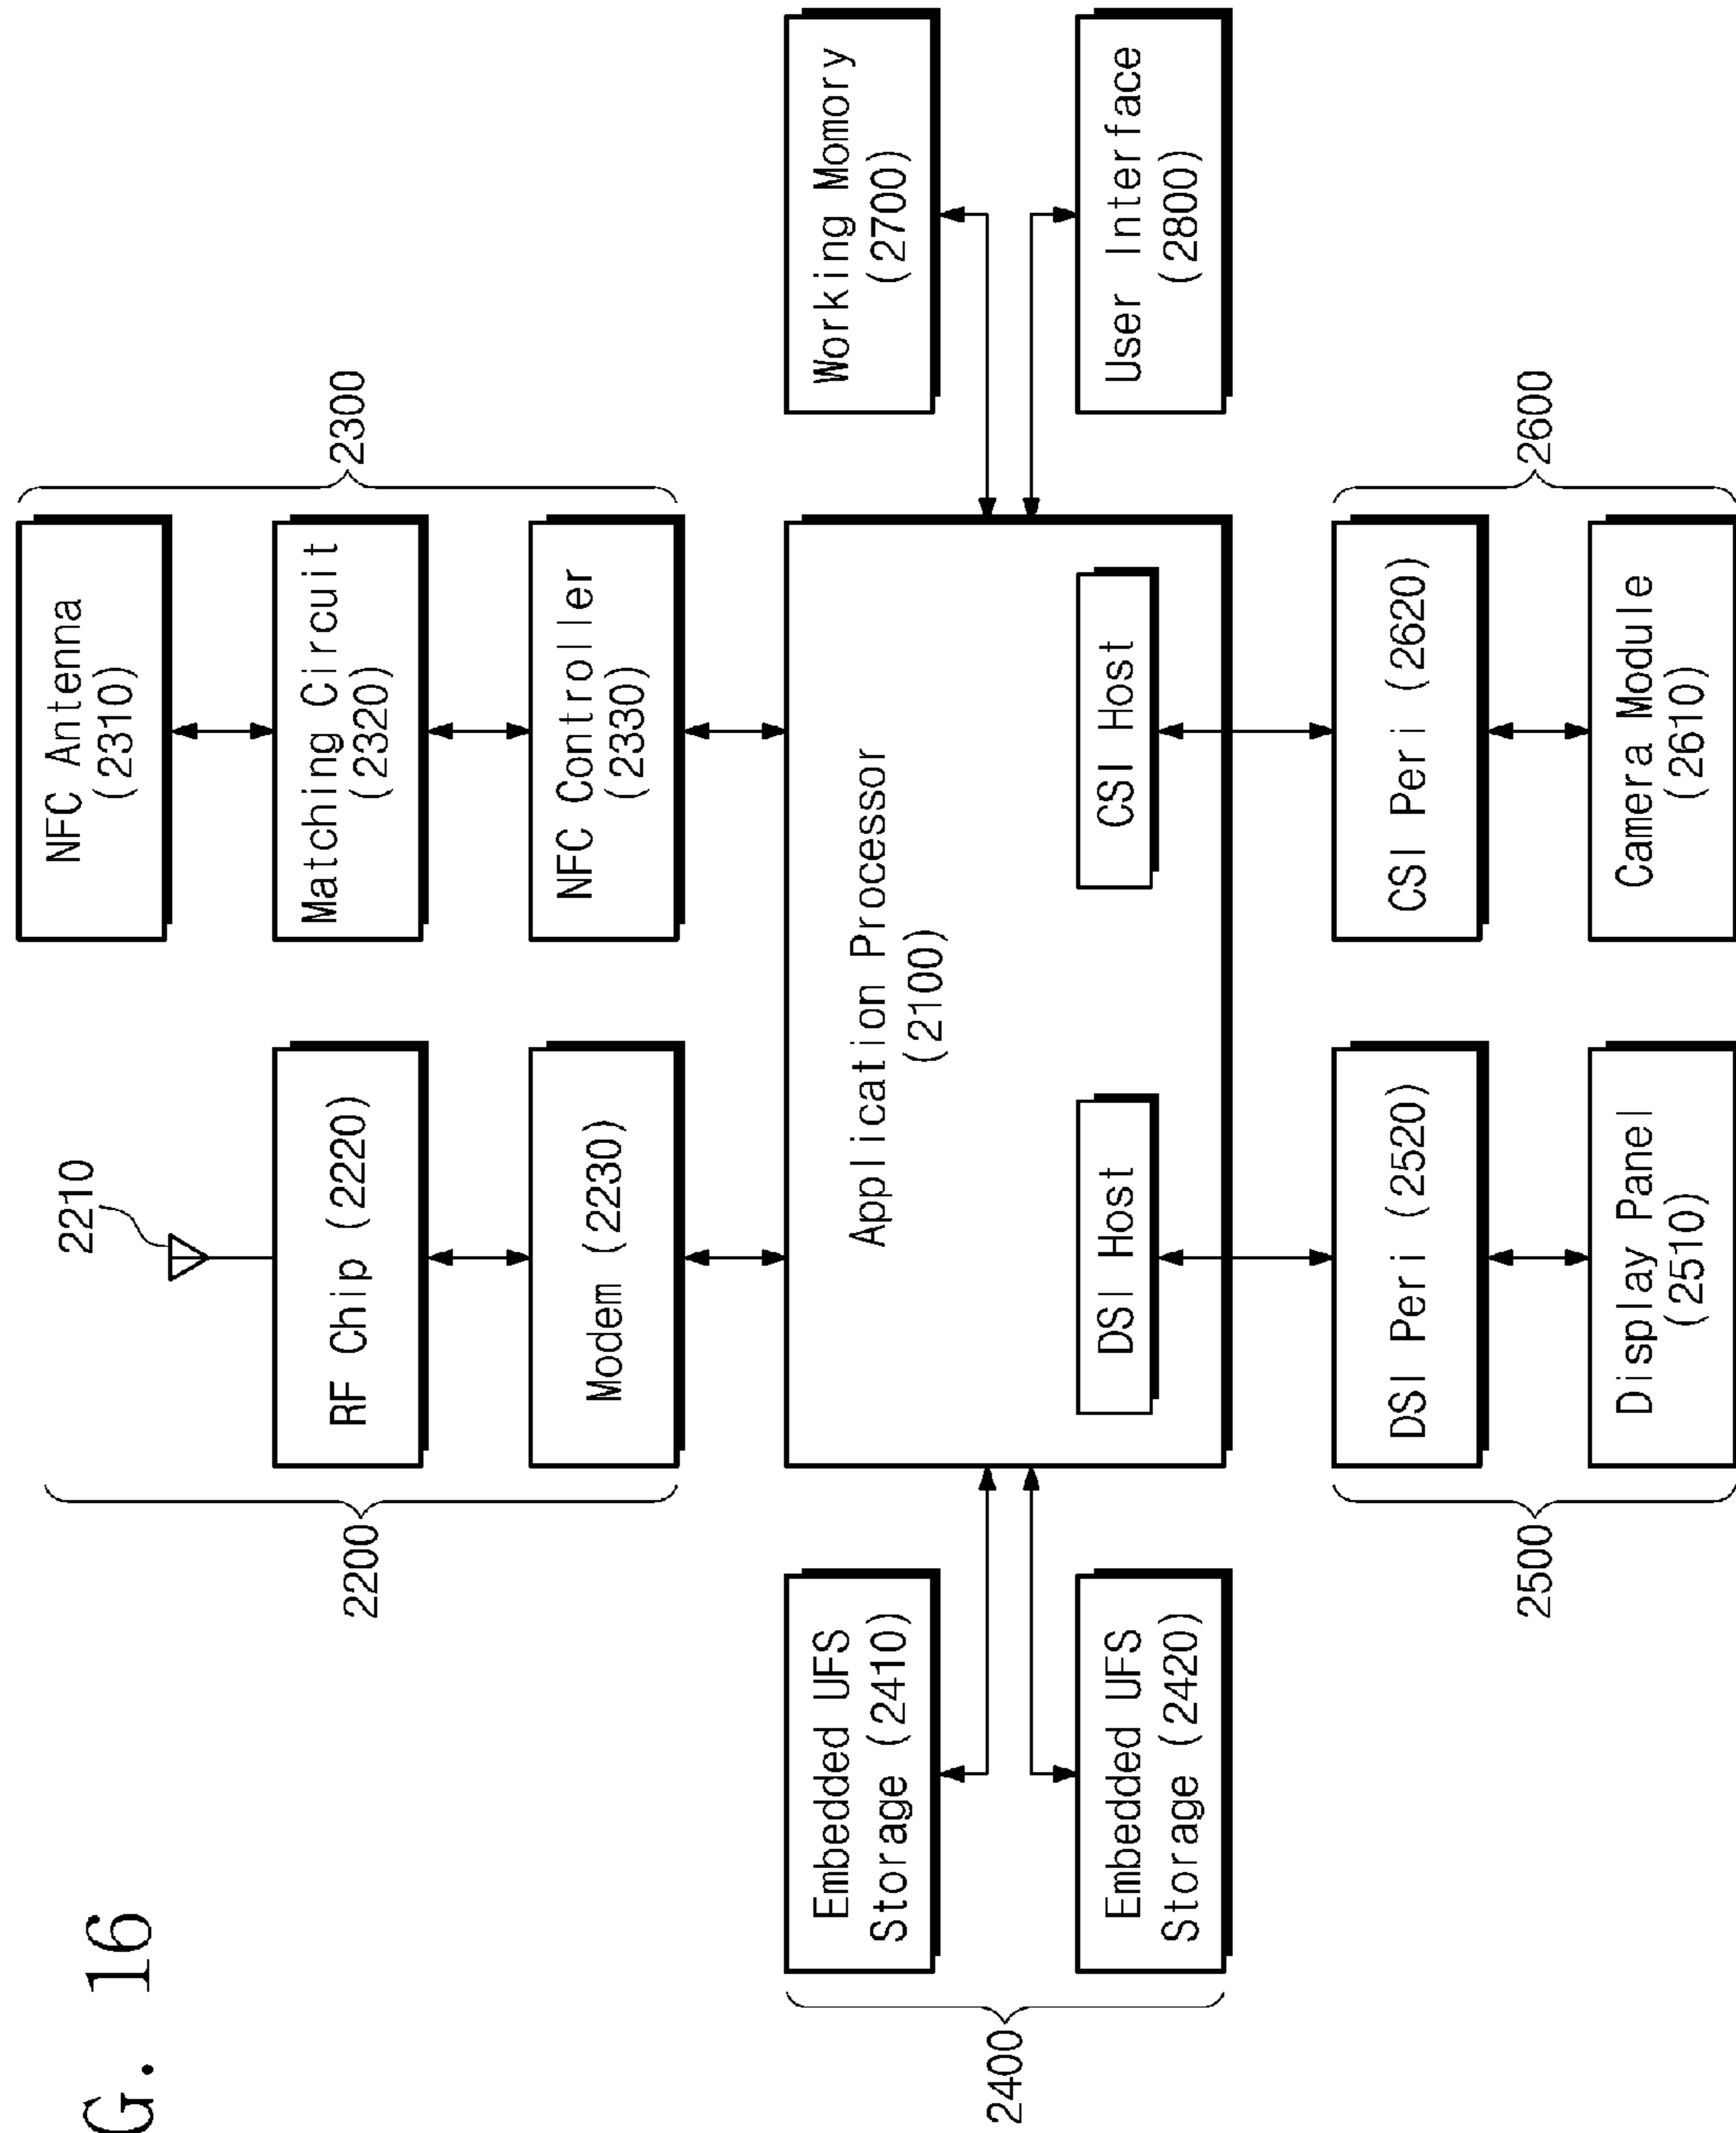 G. 16
2210
NFC Antenna
(2310)
2200
RF Chip (2220)
Matching Circuit
(2320)
2300
Modem (2230)
NFC Controller
(2330)
2400
Embedded UFS
Storage (2410)
Embedded UFS
Storage (2420)
Application Processor
(2100)
DSI Host
CSI Host
Working Momory
(2700)
User Interface
(2800)
2500
DSI Peri (2520)
Display Panel
(2510)
CSI Peri (2620)
Camera Module
(2610)
2600